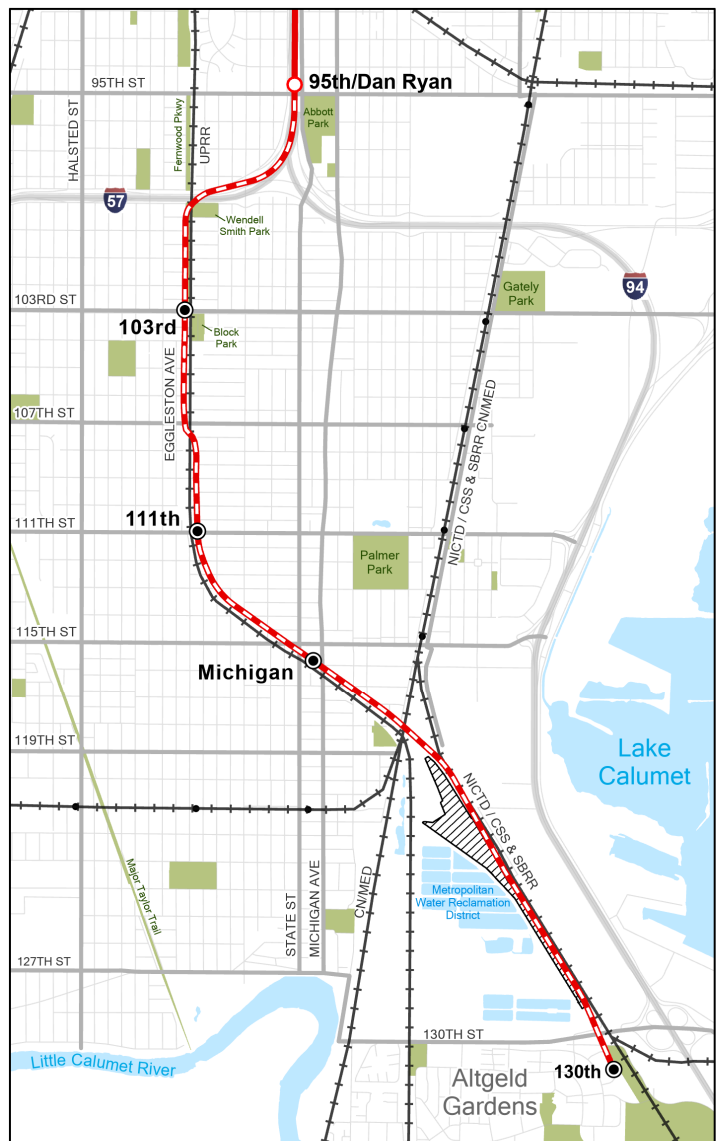 95TH ST
95th/Dan Ryan
HALSTED ST
Fernwood Pkwy
UPRR
Abbott
Park
57
Wendell
Smith Park
94
Gately
Park
103RD ST
103rd
Block
Park
EGGLESTON AVE
NICTD / CSS & SBRR CN/MED
107TH ST
111TH ST
111th
Palmer
Park
115TH ST
Michigan
119TH ST
Lake
Calumet
NICTD / CSS & SBRR
Major Taylor Trail
STATE ST
MICHIGAN AVE
CN/MED
Metropolitan
Water Reclamation
District
127TH ST
130TH ST
Little Calumet River
130th
Altgeld
Gardens